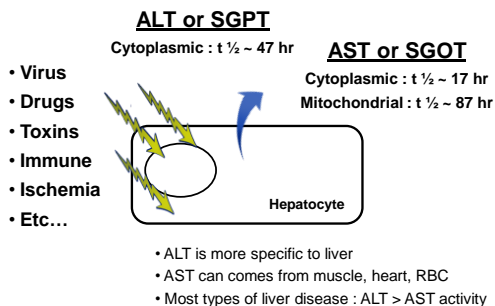 ALT or SGPT
Cytoplasmic : t ½ ~ 47 hr
AST or SGOT
Cytoplasmic : t ½ ~ 17 hr
Mitochondrial : t ½ ~ 87 hr
• Virus
• Drugs
• Toxins
• Immune
• Ischemia
• Etc…
Hepatocyte
• ALT is more specific to liver
• AST can comes from muscle, heart, RBC
• Most types of liver disease : ALT > AST activity